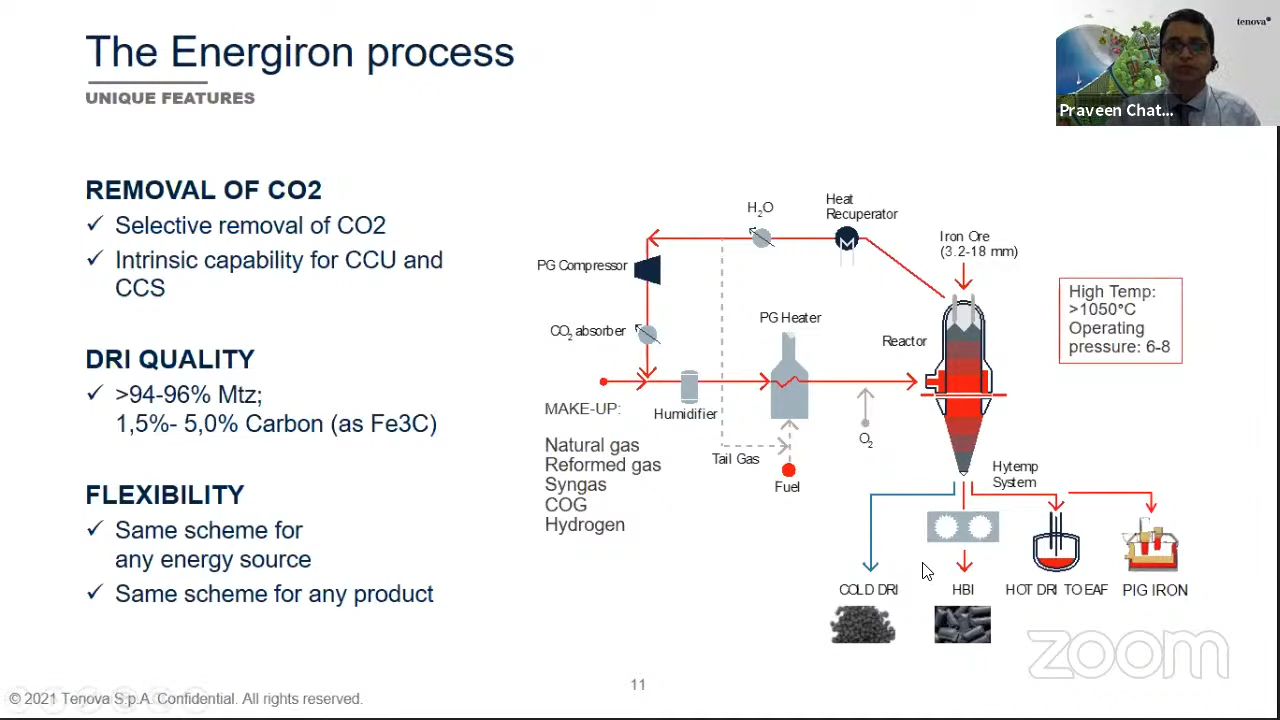 The Energiron process
UNIQUE FEATURES
tenova
Praveen Chat...
REMOVAL OF CO2
Selective removal of CO2
Intrinsic capability for CCU and
CCS
DRI QUALITY
>94-96% Mtz;
1,5%- 5,0% Carbon (as Fe3C)
FLEXIBILITY
Same scheme for
any energy source
Same scheme for any product
H2O
Heat
Recuperator
Iron Ore
(3.2-18 mm)
PG Compressor
High Temp:
>1050°C
Operating
pressure: 6-8
PG Heater
CO2 absorber
Reactor
MAKE-UP:
Humidifier
Natural gas
Reformed gas
Syngas
COG
Hydrogen
Tail Gas
Fuel
O2
Hytemp
System
COLD DRI
HBI
HOT DRI TO EAF
PIG IRON
zoom
11
© 2021 Tenova S.p.A. Confidential. All rights reserved.